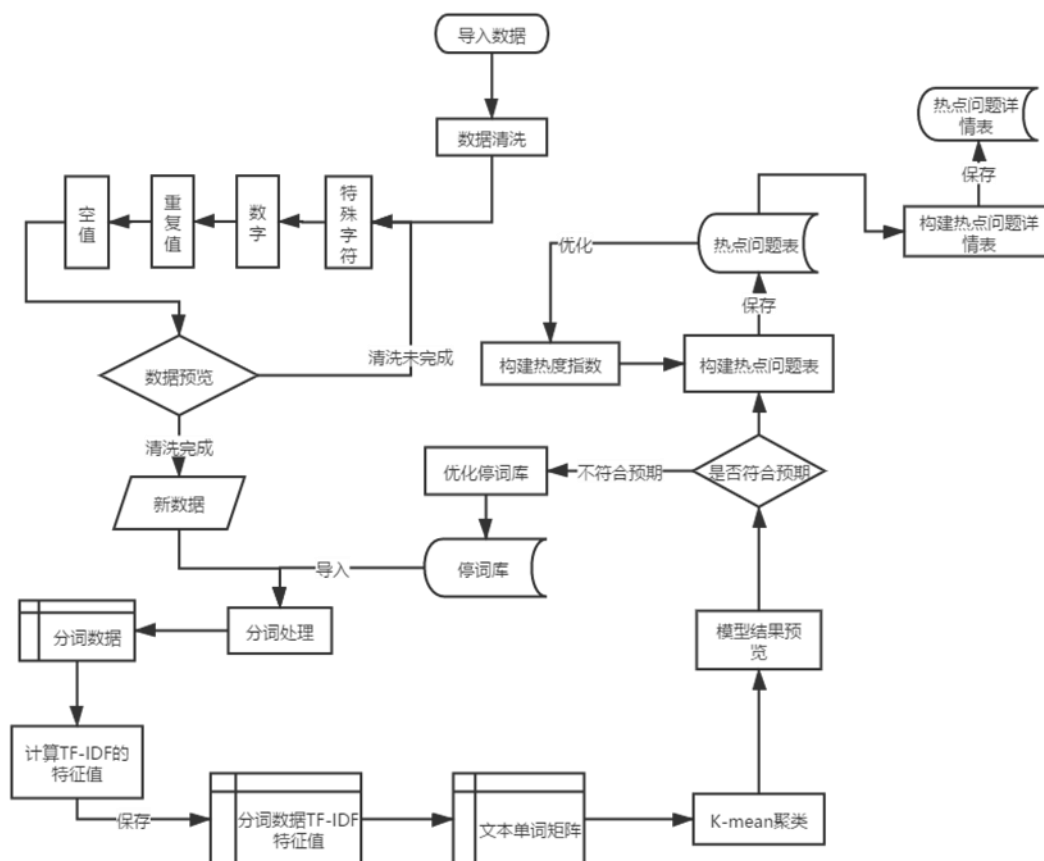 导入数据
数据清洗
特
殊
字
符
数
字
重
复
值
空
值
数据预览
清洗未完成
清洗完成
新数据
导入
停词库
优化停词库
不符合预期
是否符合预期
分词处理
分词数据
计算TF-IDF的
特征值
保存
分词数据TF-IDF
特征值
文本单词矩阵
K-mean聚类
模型结果预
览
构建热点问题表
构建热度指数
优化
保存
热点问题表
构建热点问题详
情表
保存
热点问题详
情表